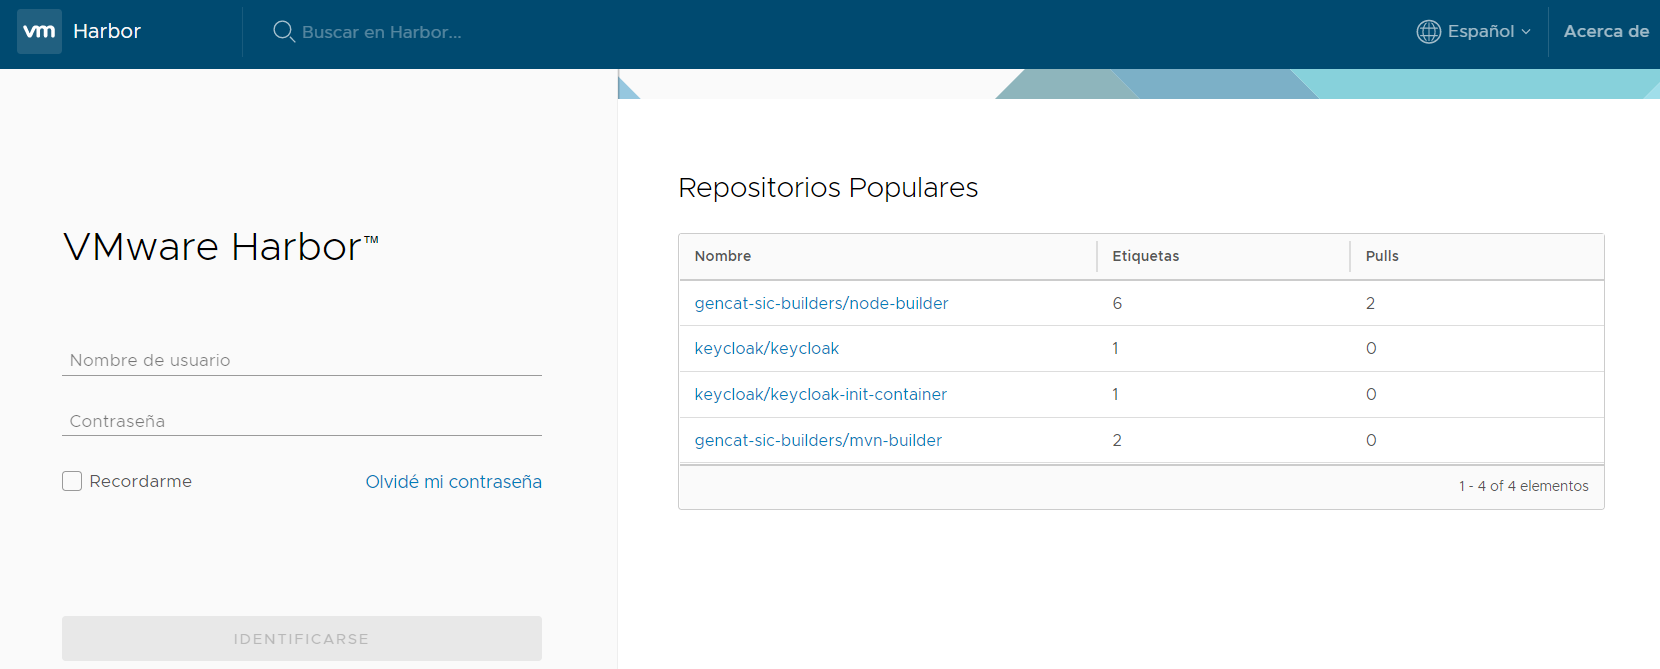 vm Harbor Buscar en Harbor... Español Acerca de
VMware Harbor™
Nombre de usuario
Contraseña
Recordarme Olvidé mi contraseña
IDENTIFICARSE
Repositorios Populares
Nombre Etiquetas Pulls
gencat-sic-builders/node-builder 6 2
keycloak/keycloak 1 0
keycloak/keycloak-init-container 1 0
gencat-sic-builders/mvn-builder 2 0
1 - 4 of 4 elementos